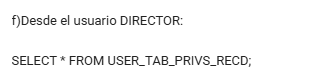 f)Desde el usuario DIRECTOR:
SELECT * FROM USER_TAB_PRIVS_RECD;